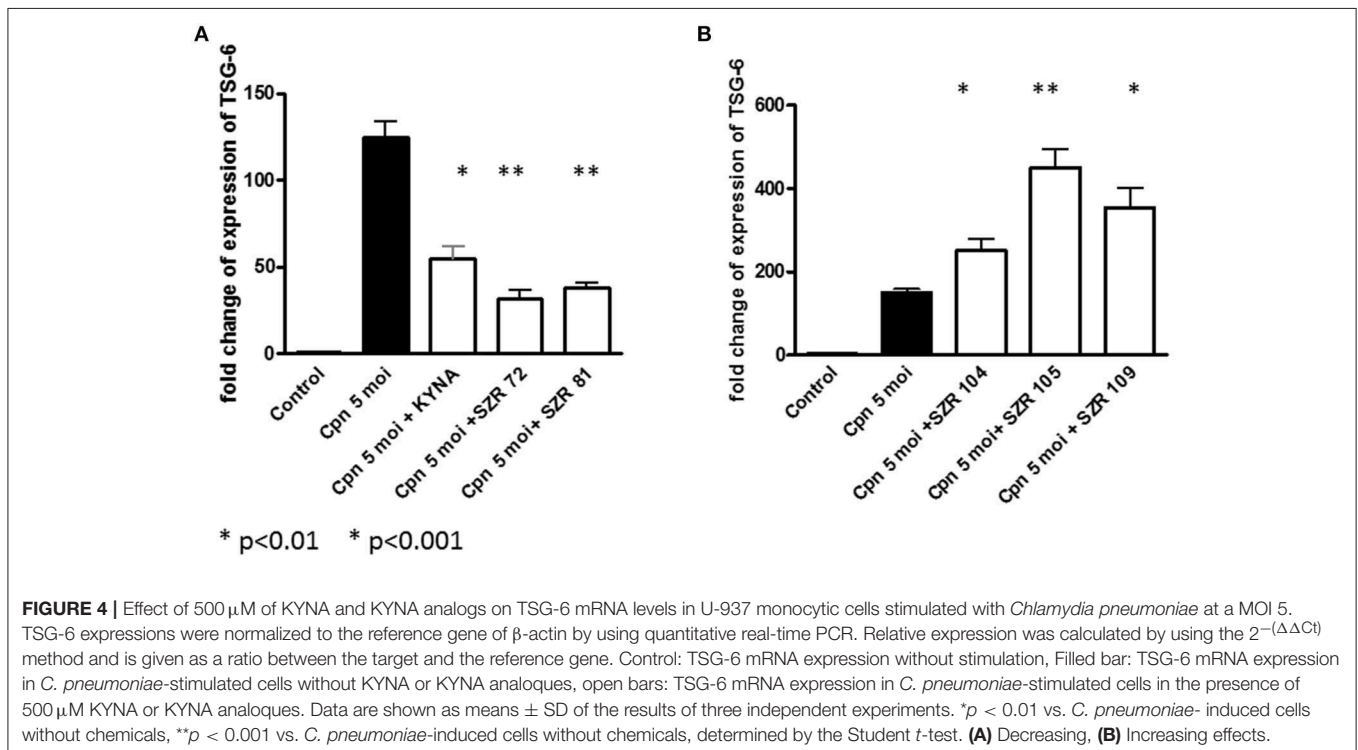 A
fold change of expression of TSG-6
150
100
50
0
* ** **
Control
Cpn 5 moi
Cpn 5 moi + KYNA
Cpn 5 moi +SZR 72
Cpn 5 moi+ SZR 81
* p<0.01 * p<0.001
B
fold change of expression of TSG-6
600
400
200
0
* ** *
Control
Cpn 5 moi
Cpn 5 moi +SZR 104
Cpn 5 moi+ SZR 105
Cpn 5 moi + SZR 109
FIGURE 4 | Effect of 500 μM of KYNA and KYNA analogs on TSG-6 mRNA levels in U-937 monocytic cells stimulated with Chlamydia pneumoniae at a MOI 5.
TSG-6 expressions were normalized to the reference gene of β-actin by using quantitative real-time PCR. Relative expression was calculated by using the 2−(ΔΔCt)
method and is given as a ratio between the target and the reference gene. Control: TSG-6 mRNA expression without stimulation, Filled bar: TSG-6 mRNA expression
in C. pneumoniae-stimulated cells without KYNA or KYNA analoques, open bars: TSG-6 mRNA expression in C. pneumoniae-stimulated cells in the presence of
500 μM KYNA or KYNA analoques. Data are shown as means ± SD of the results of three independent experiments. *p < 0.01 vs. C. pneumoniae- induced cells
without chemicals, **p < 0.001 vs. C. pneumoniae-induced cells without chemicals, determined by the Student t-test. (A) Decreasing, (B) Increasing effects.